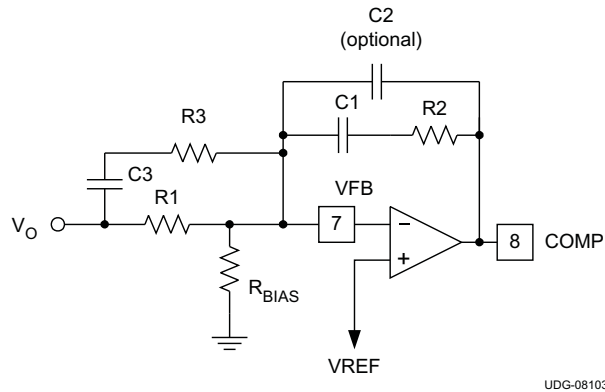 C2
(optional)
C1
R2
R3
C3
R1
VFB
VO
7
−
+
8
COMP
RBIAS
VREF
UDG-08103